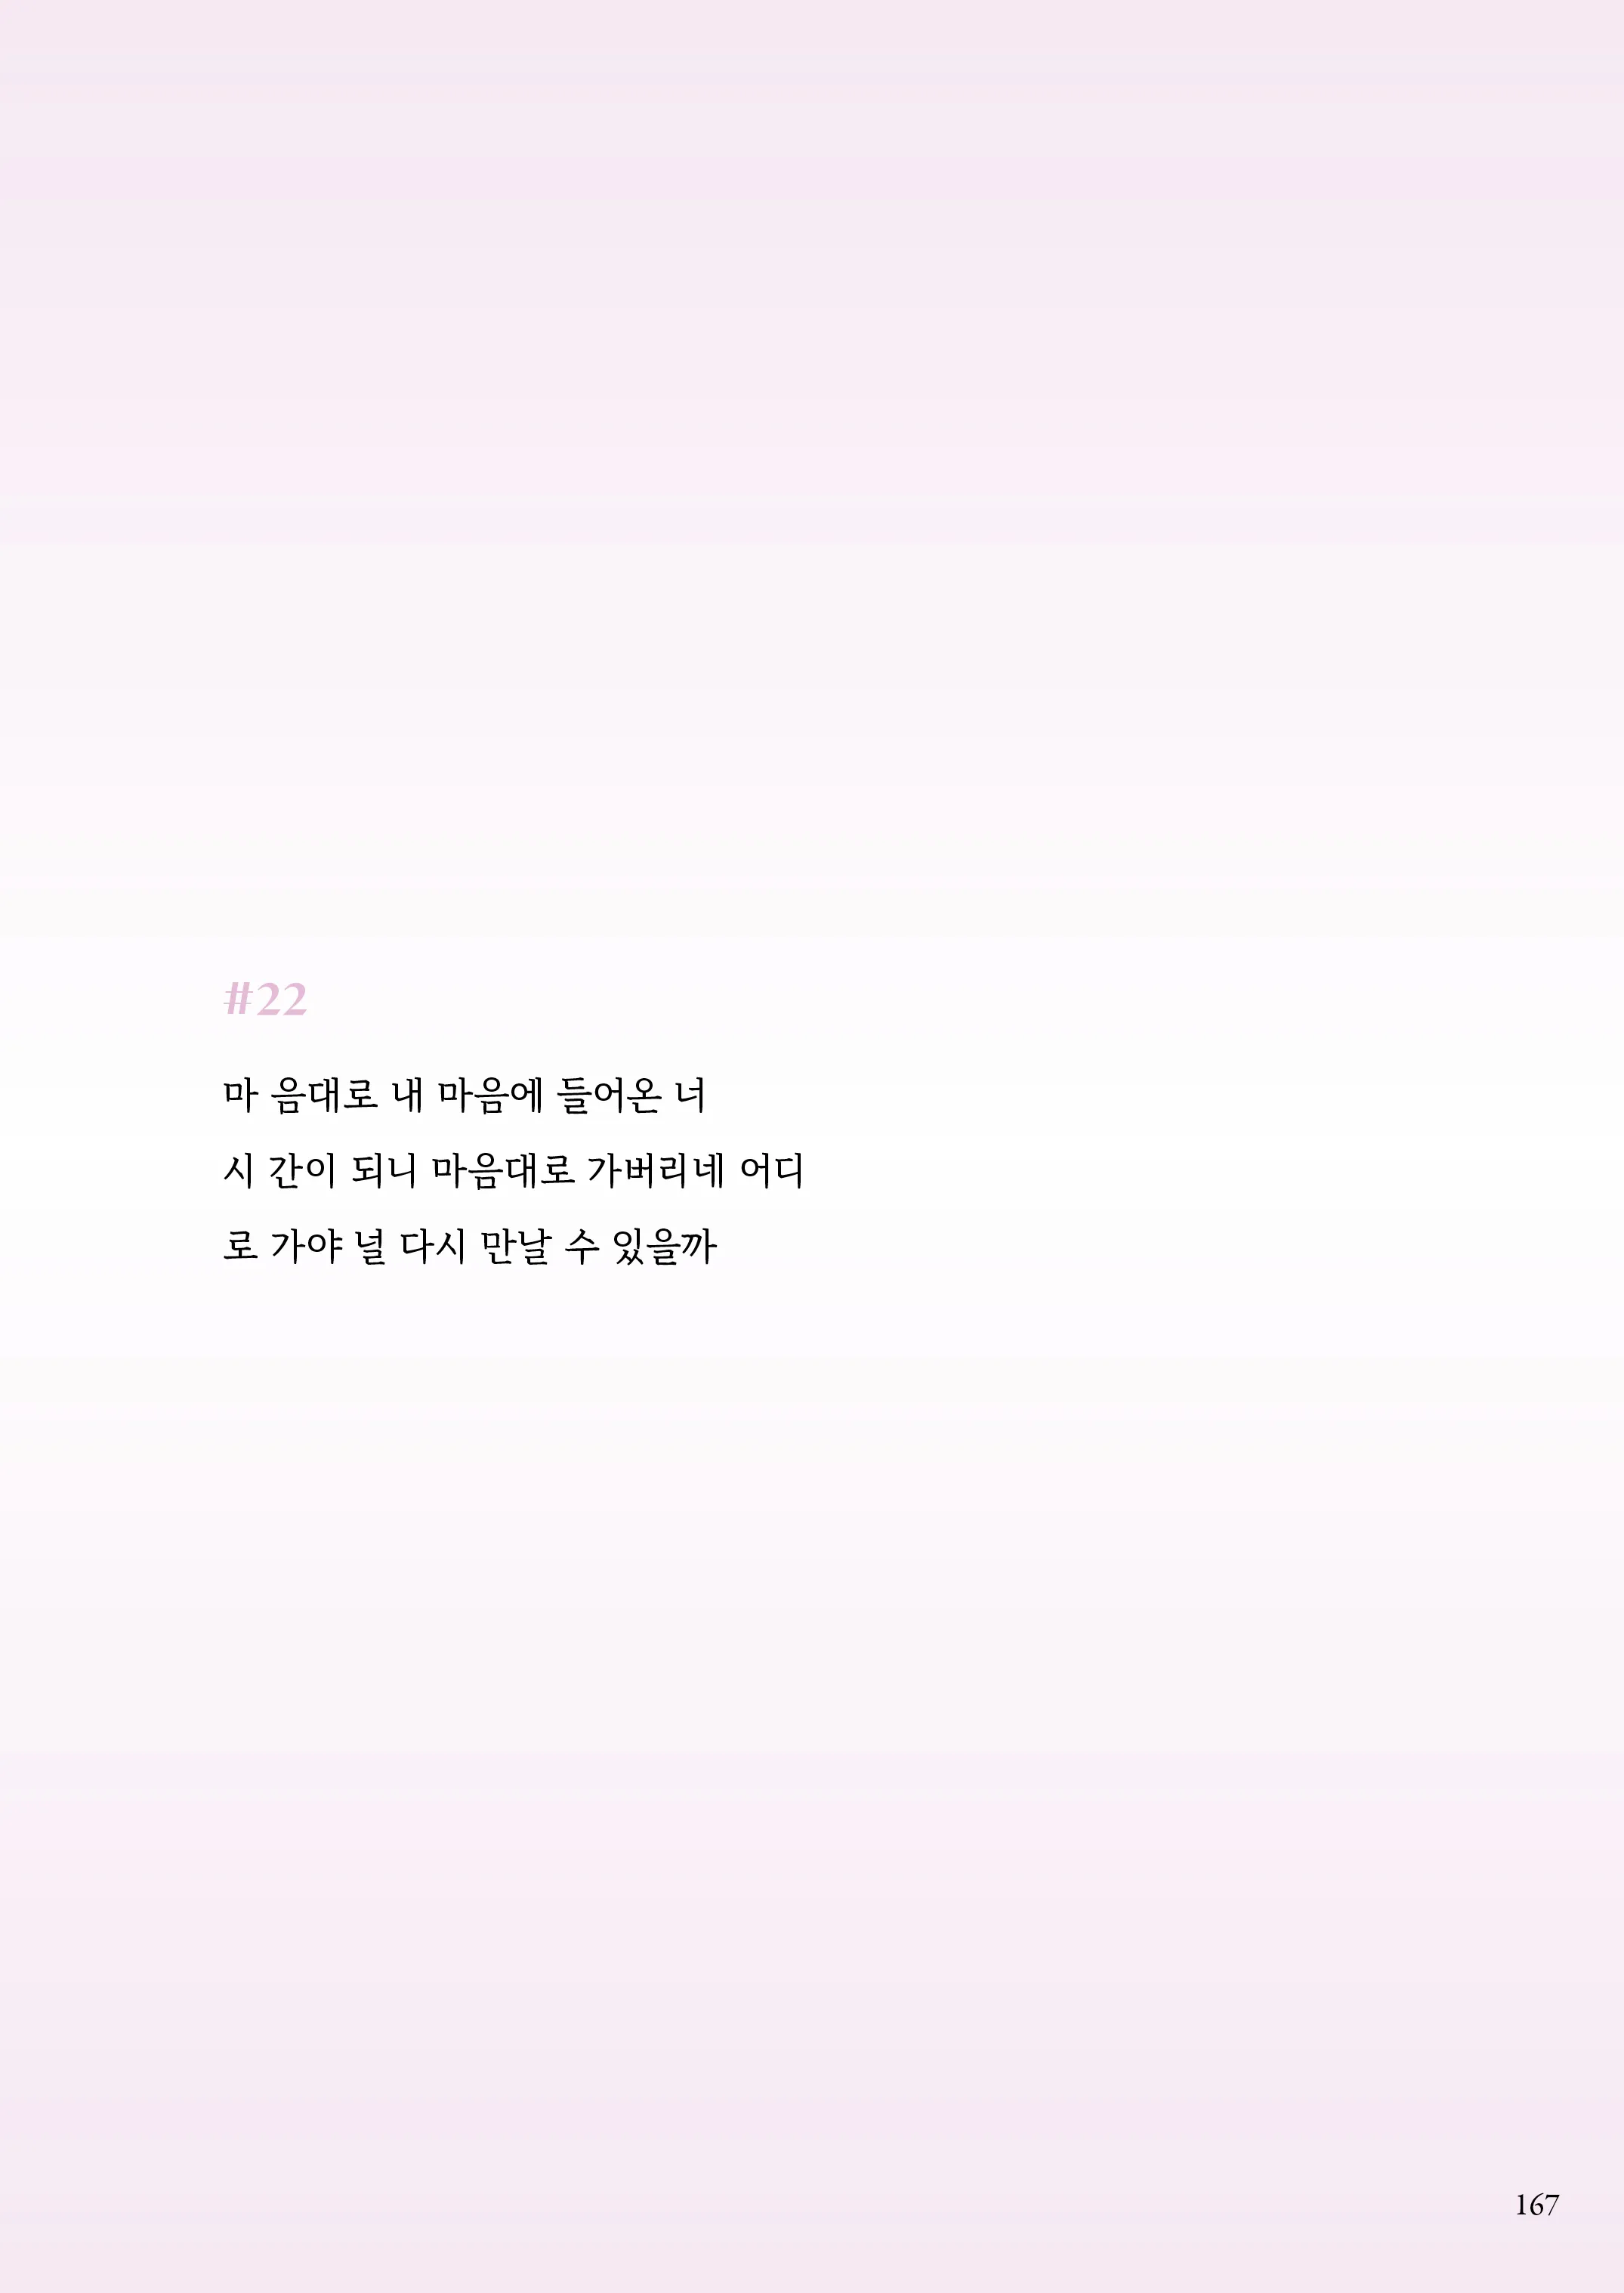 #22
마 음대로 내 마음에 들어온 너
시 간이 되니 마음대로 가버리네 어디
로 가야 널 다시 만날 수 있을까
167